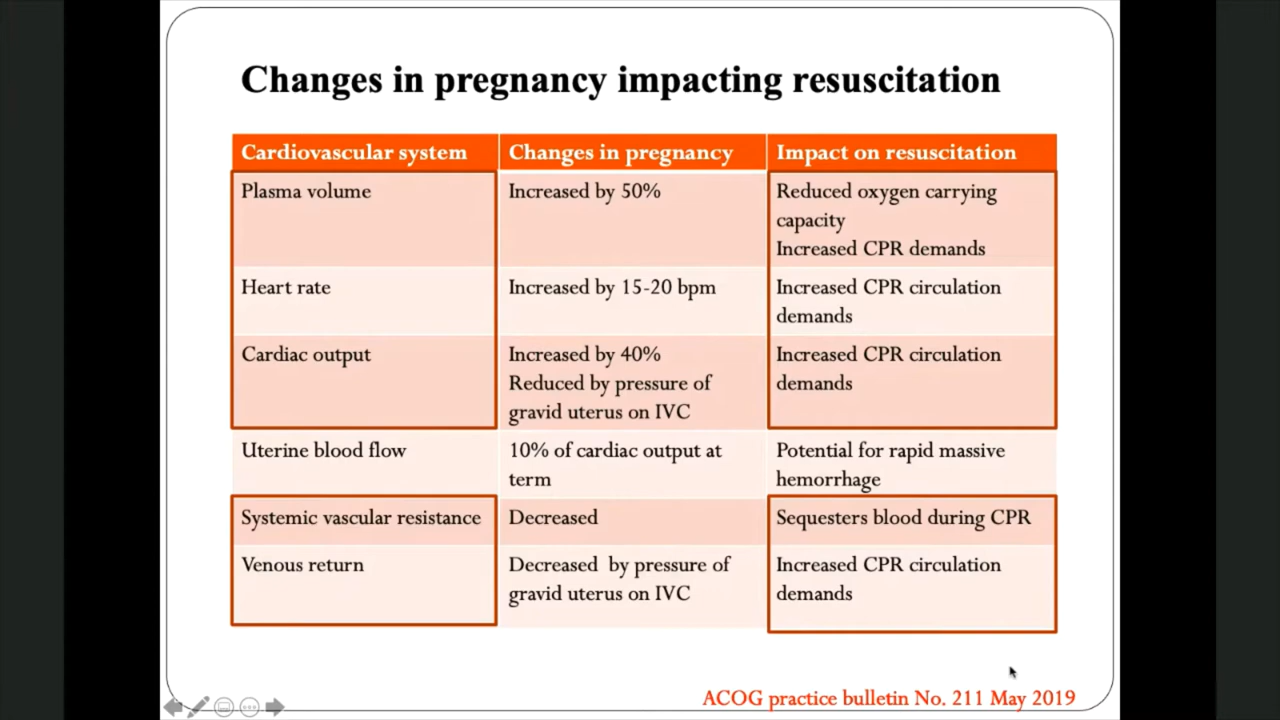 Changes in pregnancy impacting resuscitation
Cardiovascular system
Changes in pregnancy
Impact on resuscitation
Plasma volume
Increased by 50%
Reduced oxygen carrying
capacity
Increased CPR demands
Heart rate
Increased by 15-20 bpm
Increased CPR circulation
demands
Cardiac output
Increased by 40%
Reduced by pressure of
gravid uterus on IVC
Increased CPR circulation
demands
Uterine blood flow
10% of cardiac output at
term
Potential for rapid massive
hemorrhage
Systemic vascular resistance
Decreased
Sequesters blood during CPR
Venous return
Decreased by pressure of
gravid uterus on IVC
Increased CPR circulation
demands
ACOG practice bulletin No. 211 May 2019